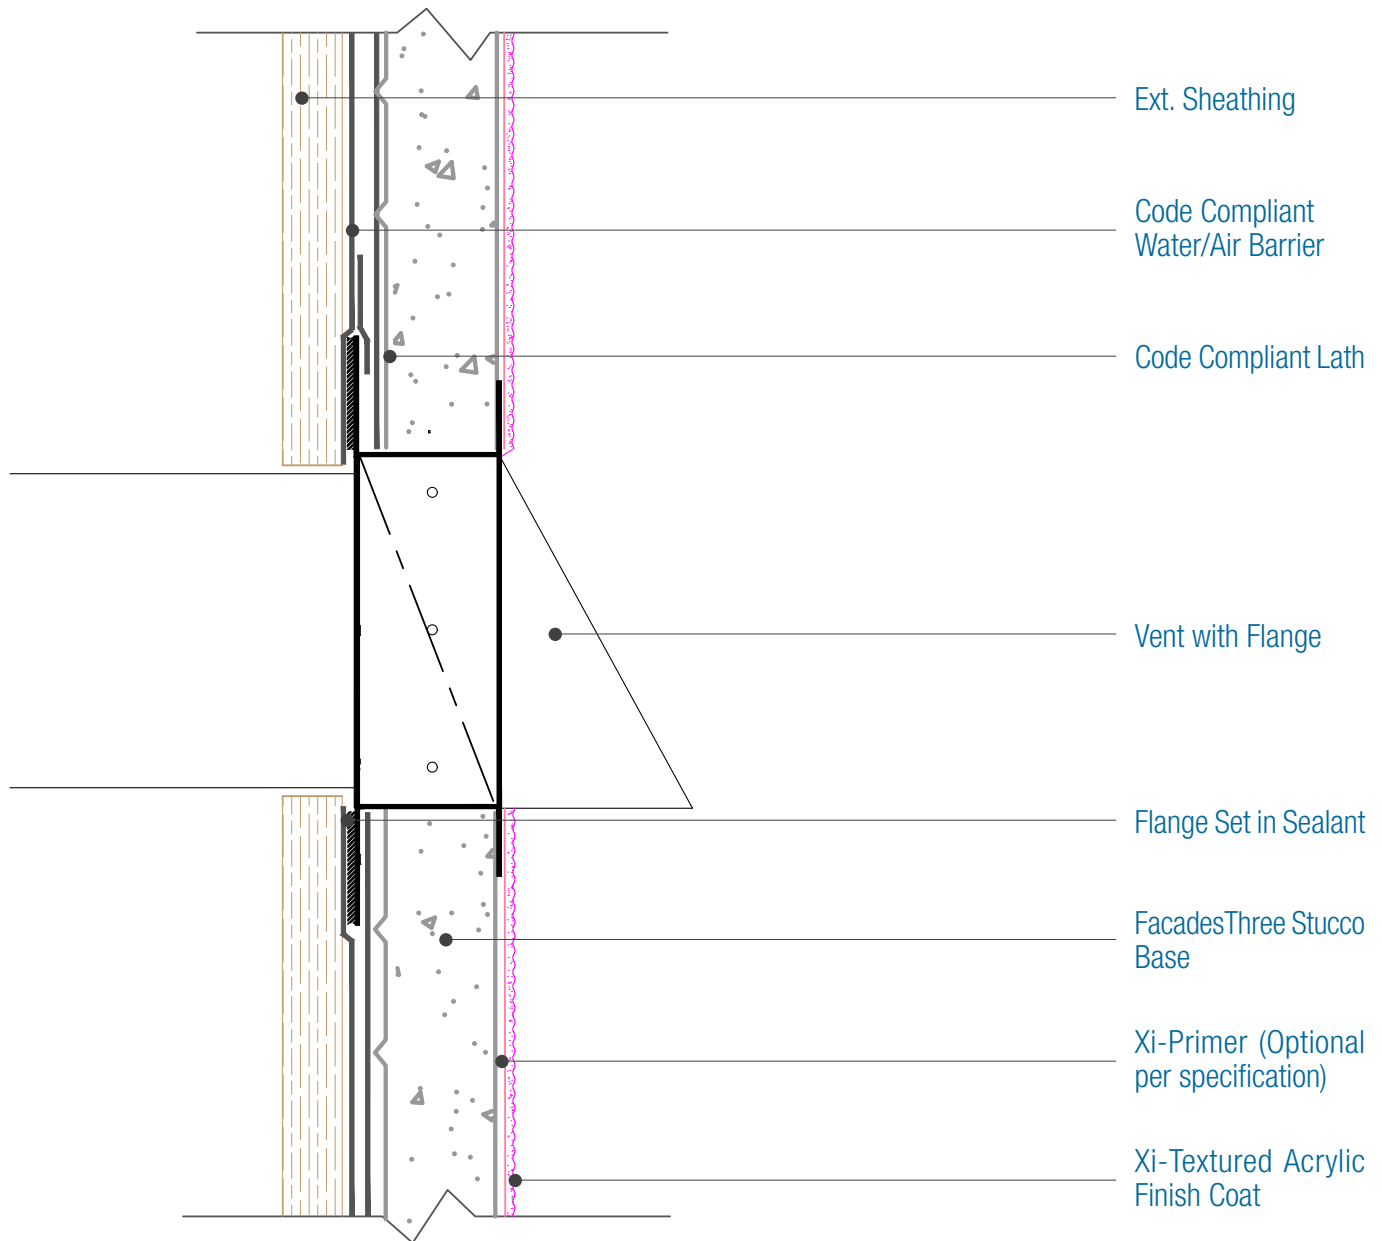 Ext. Sheathing
Code Compliant
Water/Air Barrier
Code Compliant Lath
Vent with Flange
Flange Set in Sealant
FacadesThree Stucco
Base
Xi-Primer (Optional
per specification)
Xi-Textured Acrylic
Finish Coat